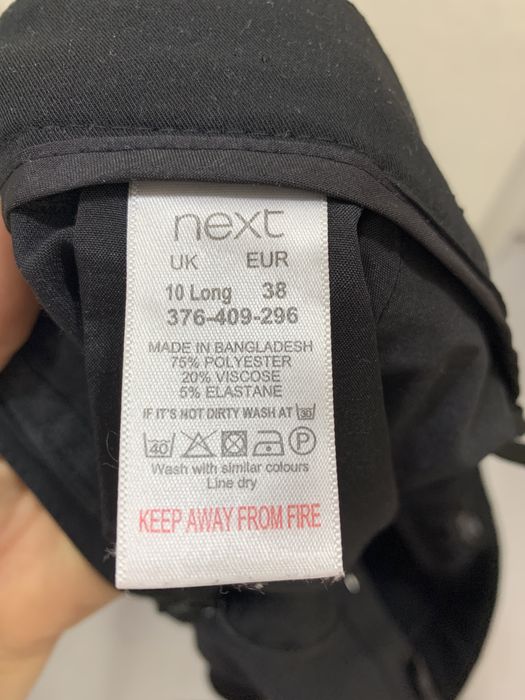 next
UK EUR
10 Long 38
376-409-296
MADE IN BANGLADESH
75% POLYESTER
20% VISCOSE
5% ELASTANE
IF IT'S NOT DIRTY WASH AT 30
40 P
Wash with similar colours
Line dry
KEEP AWAY FROM FIRE